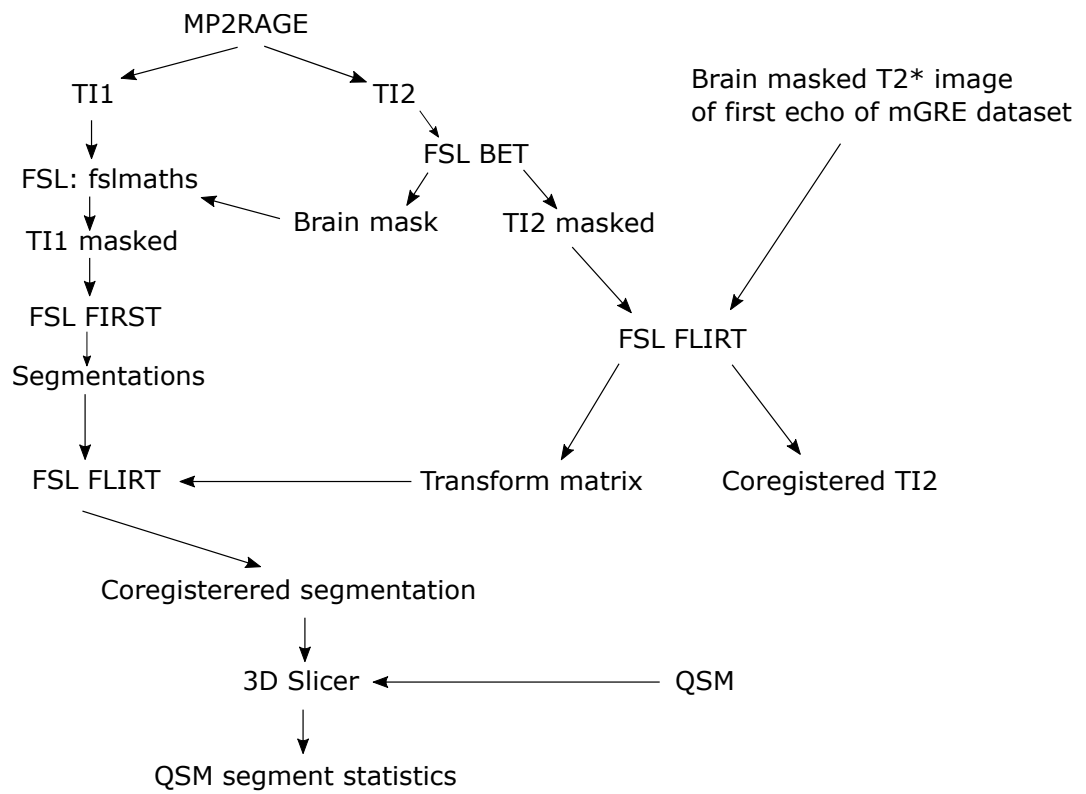 MP2RAGE
TI1
TI2
Brain masked T2* image
of first echo of mGRE dataset
FSL BET
FSL: fslmaths
Brain mask
TI2 masked
TI1 masked
FSL FIRST
FSL FLIRT
Segmentations
FSL FLIRT
Transform matrix
Coregistered TI2
Coregisterered segmentation
3D Slicer
QSM
QSM segment statistics